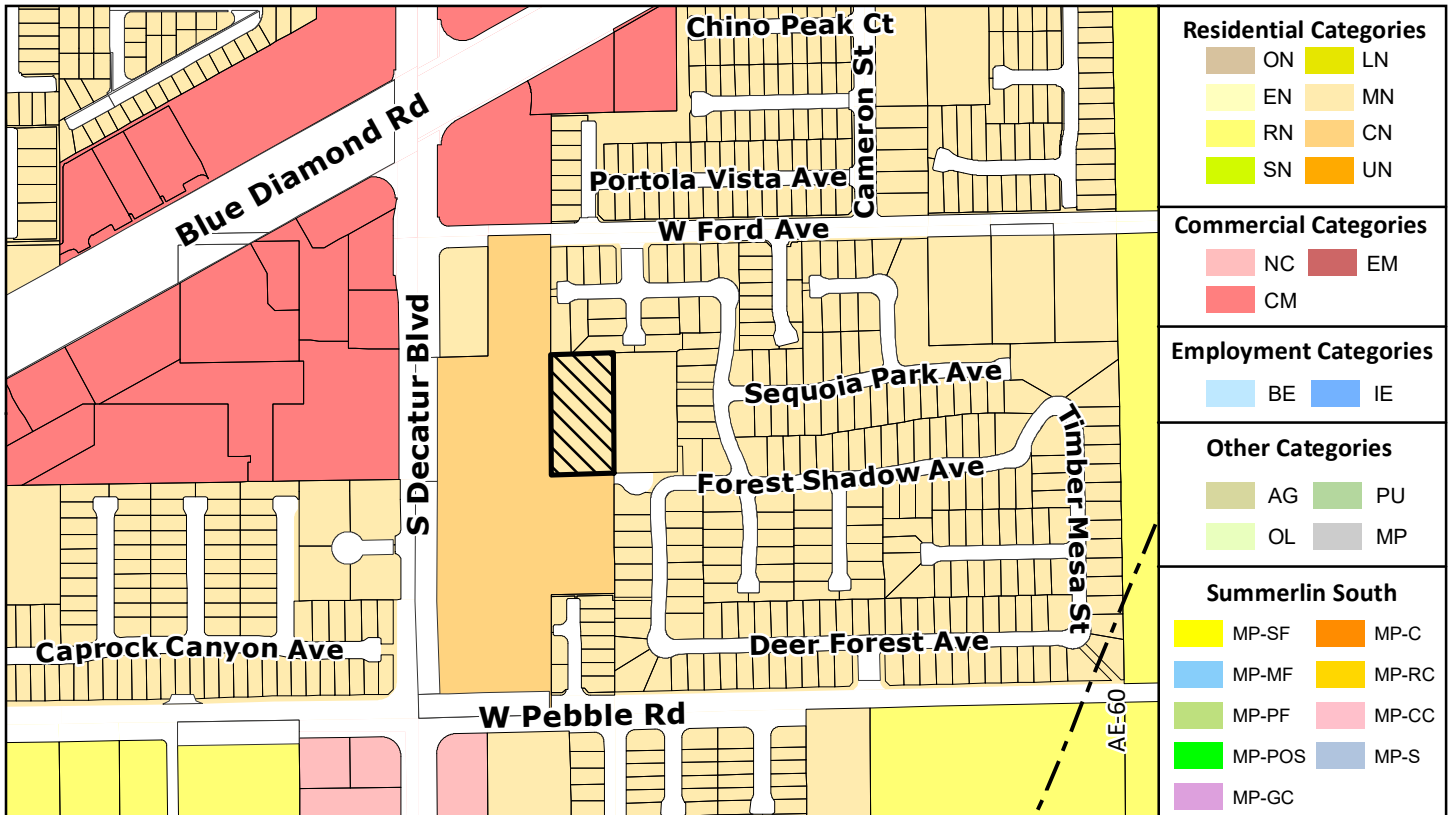 Chino Peak Ct
Cameron St
Blue Diamond Rd
Portola Vista Ave
W Ford Ave
S Decatur Blvd
Sequoia Park Ave
Timber Mesa St
Forest Shadow Ave
Caprock Canyon Ave
Deer Forest Ave
W Pebble Rd
AE-60
Residential Categories
ON LN
EN MN
RN CN
SN UN
Commercial Categories
NC EM
CM
Employment Categories
BE IE
Other Categories
AG PU
OL MP
Summerlin South
MP-SF MP-C
MP-MF MP-RC
MP-PF MP-CC
MP-POS MP-S
MP-GC